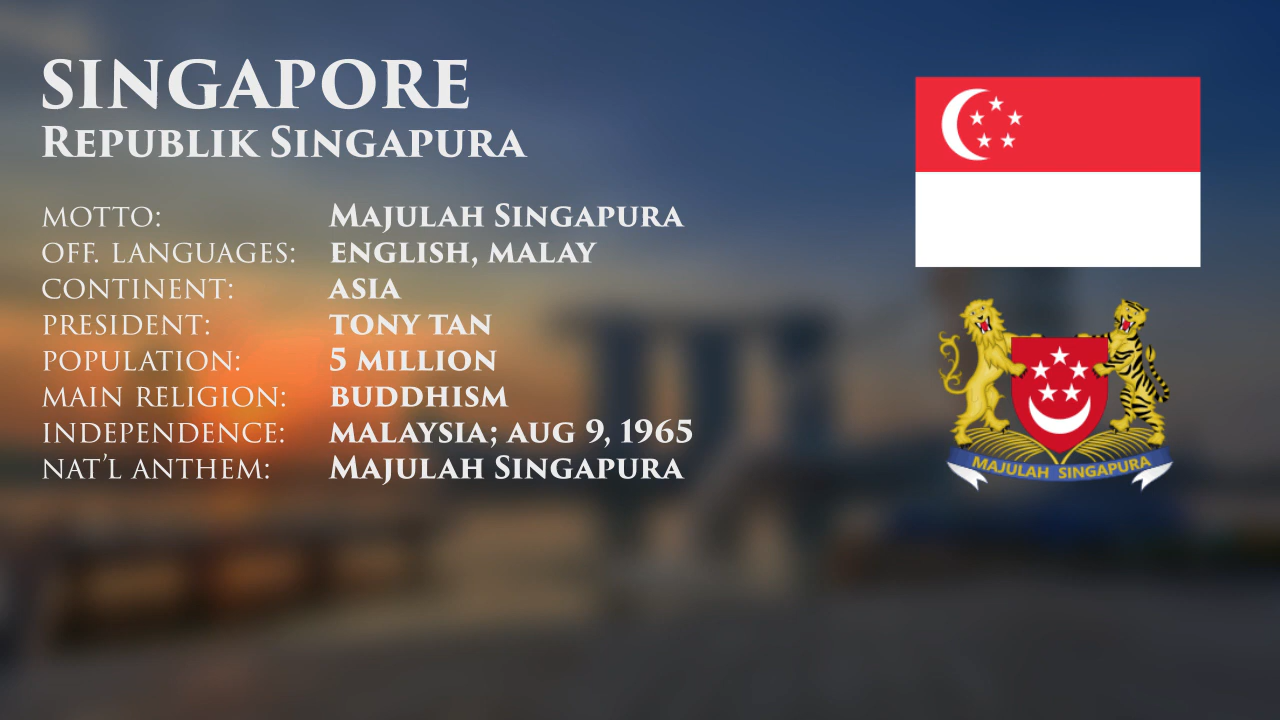 SINGAPORE
REPUBLIK SINGAPURA
MOTTO: MAJULAH SINGAPURA
OFF. LANGUAGES: ENGLISH, MALAY
CONTINENT: ASIA
PRESIDENT: TONY TAN
POPULATION: 5 MILLION
MAIN RELIGION: BUDDHISM
INDEPENDENCE: MALAYSIA; AUG 9, 1965
NAT'L ANTHEM: MAJULAH SINGAPURA
MAJULAH SINGAPURA